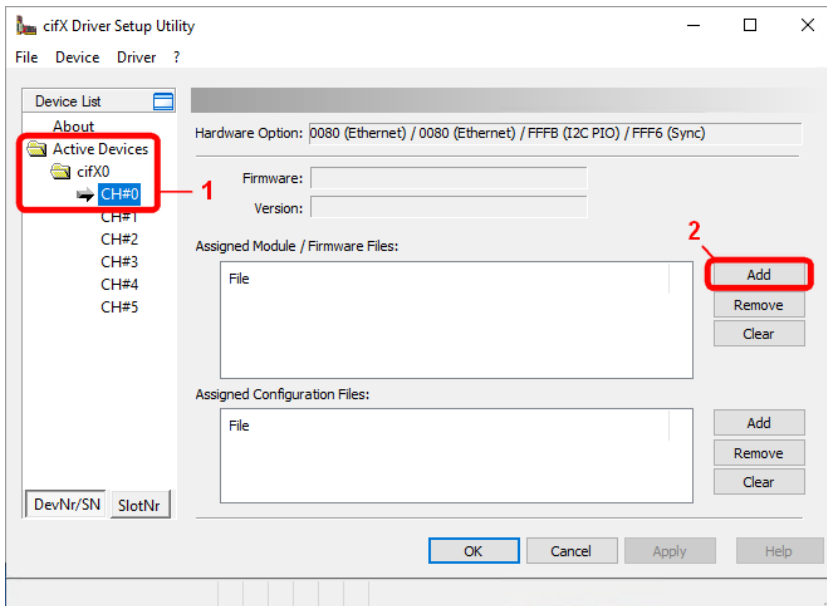 cifX Driver Setup Utility
File Device Driver ?
Device List
About
Active Devices
cifX0
CH#0
CH#1
CH#2
CH#3
CH#4
CH#5
DevNr/SN SlotNr
1
Hardware Option: 0080 (Ethernet) / 0080 (Ethernet) / FFFB (I2C PIO) / FFF6 (Sync)
Firmware:
Version:
2
Assigned Module / Firmware Files:
File
Add
Remove
Clear
Assigned Configuration Files:
File
Add
Remove
Clear
OK Cancel Apply Help